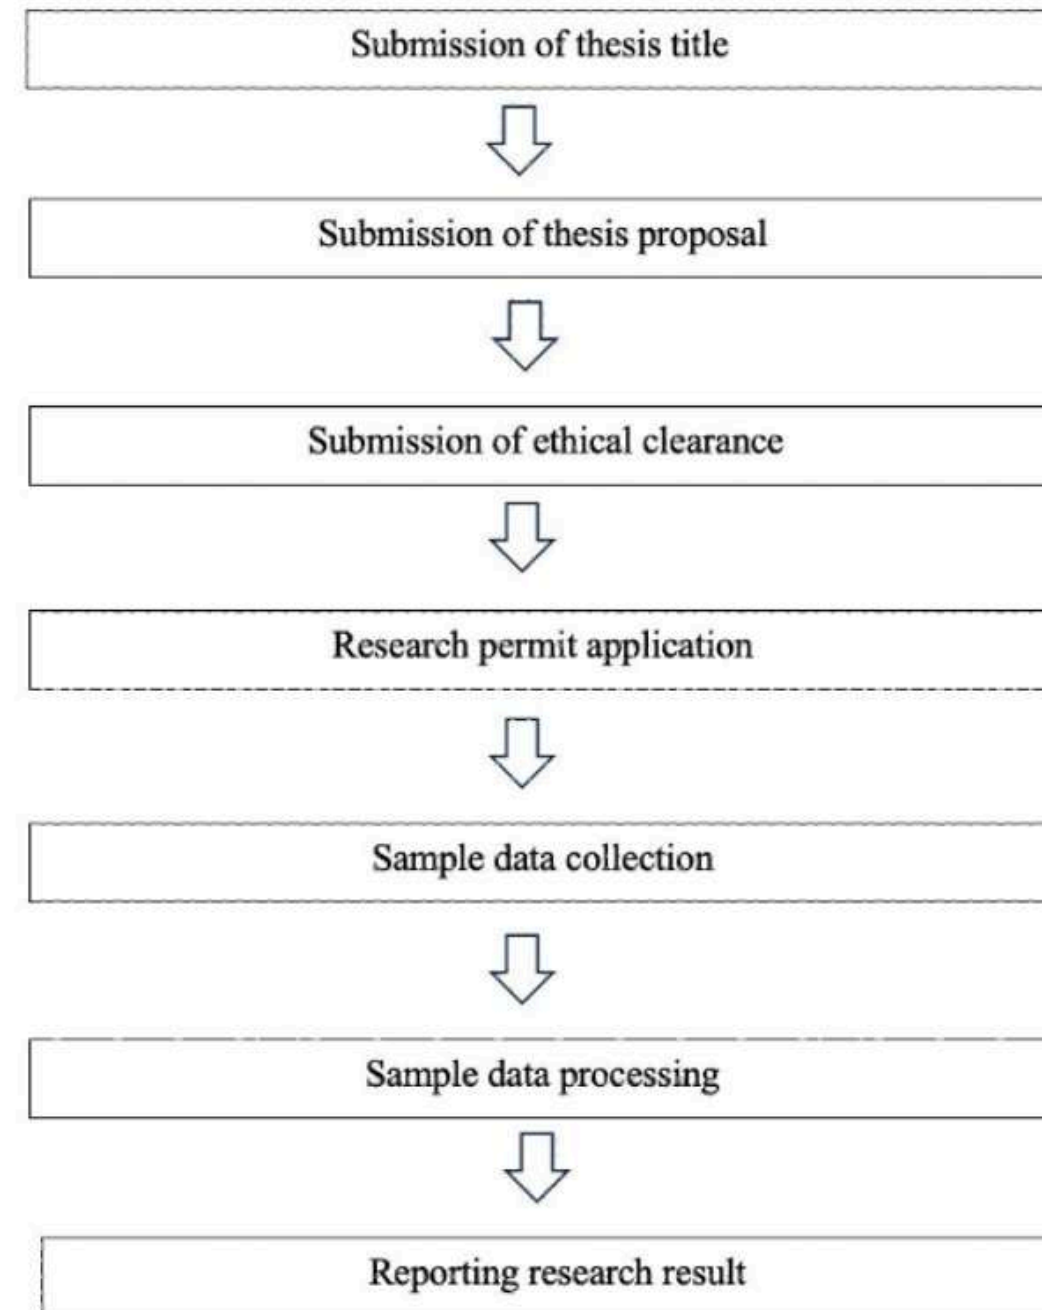 Submission of thesis title
Submission of thesis proposal
Submission of ethical clearance
Research permit application
Sample data collection
Sample data processing
Reporting research result